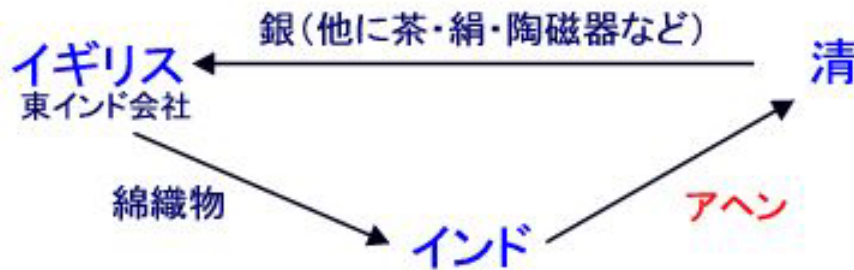 銀(他に茶・絹・陶磁器など)
イギリス
東インド会社
清
綿織物
アヘン
インド